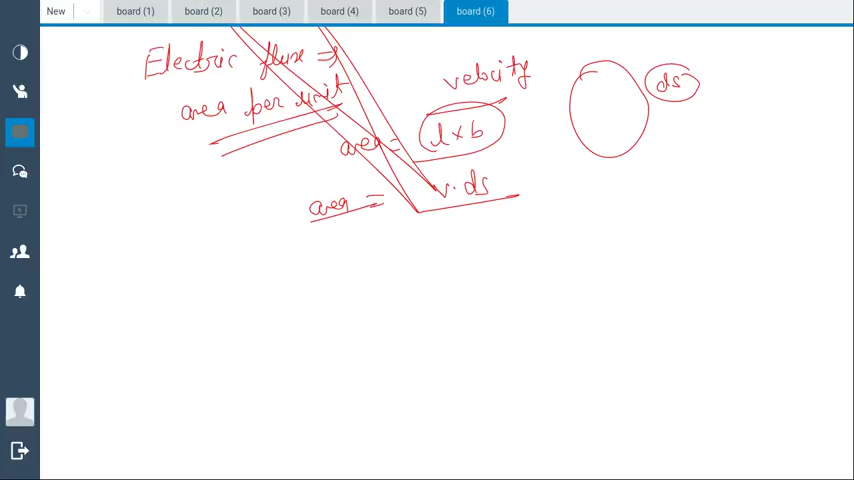 New board (1) board (2) board (3) board (4) board (5) board (6)
Electric flux ⇒
velocity
ds
area per unit
area = l × b
area = v. ds